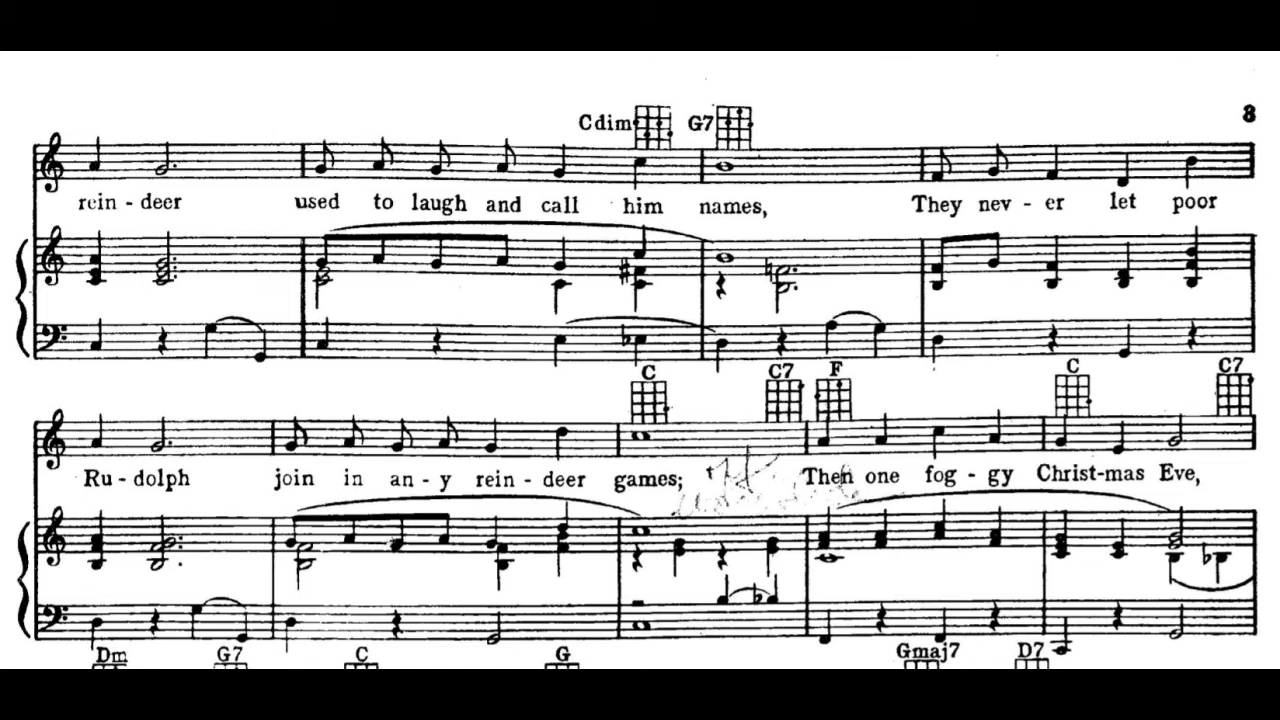 Cdim G7 8
rein - deer used to laugh and call him names, They nev - er let poor
C C7 F C C7
Ru - dolph join in an - y rein - deer games; Then one fog - gy Christ-mas Eve,
Dm G7 C G Gmaj7 D7